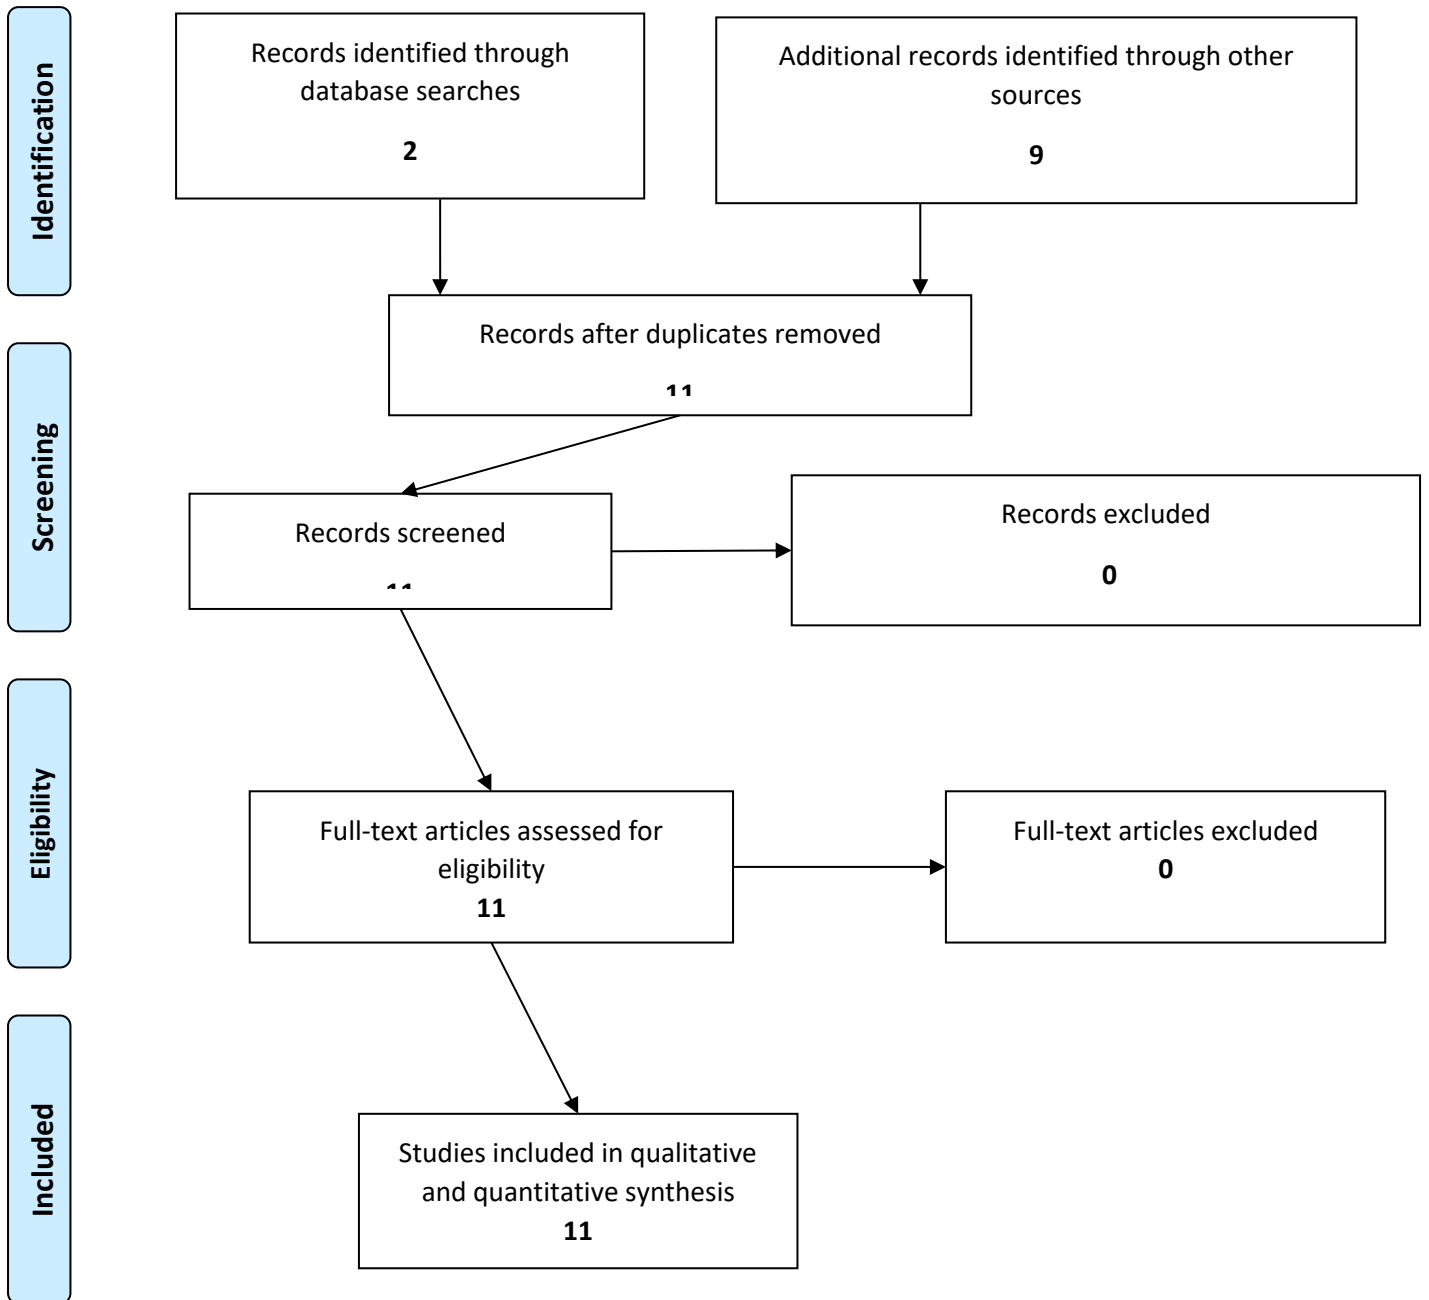 Identification
Records identified through
database searches
2
Additional records identified through other
sources
9
Records after duplicates removed
11
Screening
Records screened
11
Records excluded
0
Eligibility
Full-text articles assessed for
eligibility
11
Full-text articles excluded
0
Included
Studies included in qualitative
and quantitative synthesis
11